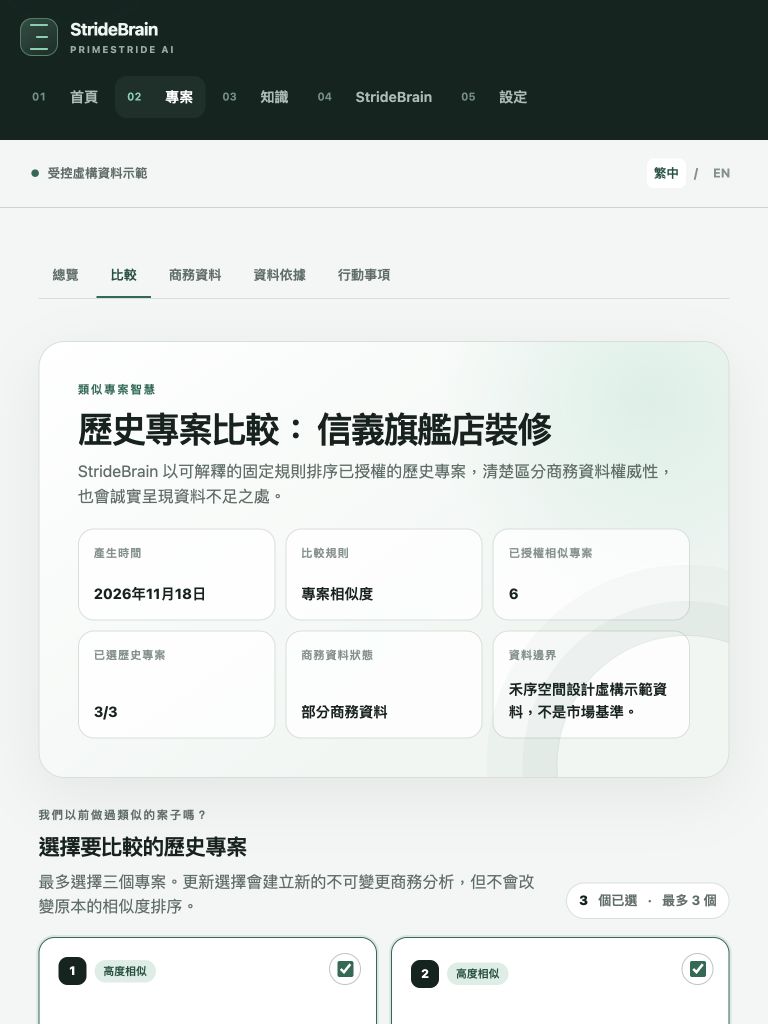 StrideBrain
PRIMESTRIDE AI
01 首頁 02 專案 03 知識 04 StrideBrain 05 設定
受控虛構資料示範
繁中 / EN
總覽 比較 商務資料 資料依據 行動事項
類似專案智慧
歷史專案比較： 信義旗艦店裝修
StrideBrain 以可解釋的固定規則排序已授權的歷史專案，清楚區分商務資料權威性，
也會誠實呈現資料不足之處。
產生時間
2026年11月18日
比較規則
專案相似度
已授權相似專案
6
已選歷史專案
3/3
商務資料狀態
部分商務資料
資料邊界
禾序空間設計虛構示範資
料，不是市場基準。
我們以前做過類似的案子嗎？
選擇要比較的歷史專案
最多選擇三個專案。更新選擇會建立新的不可變更商務分析，但不會改
變原本的相似度排序。
3 個已選 · 最多 3 個
1 高度相似
2 高度相似